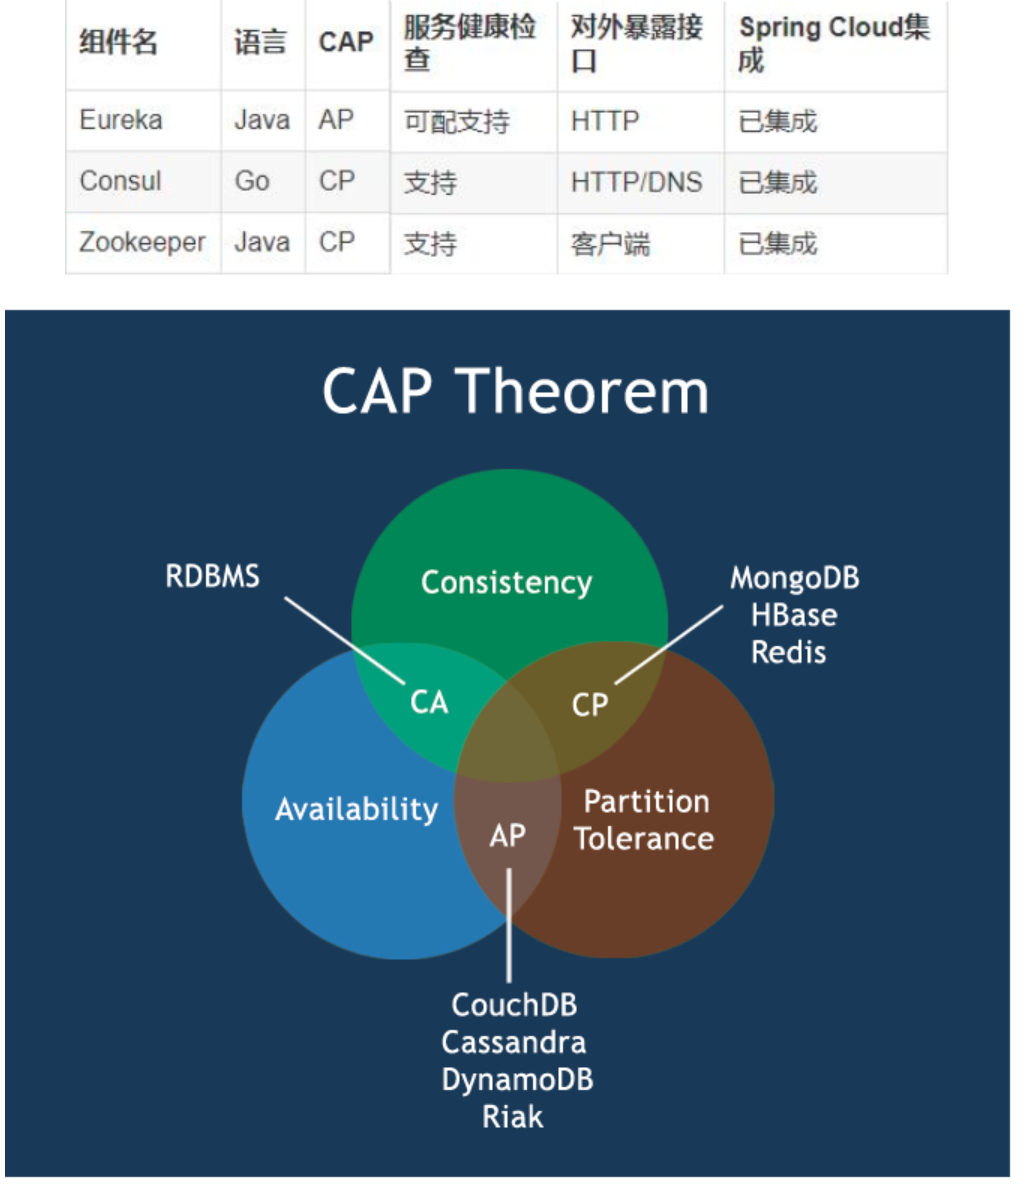 组件名 语言 CAP 服务健康检查 对外暴露接口 Spring Cloud集成
Eureka Java AP 可配支持 HTTP 已集成
Consul Go CP 支持 HTTP/DNS 已集成
Zookeeper Java CP 支持 客户端 已集成
CAP Theorem
RDBMS
Consistency
MongoDB
HBase
Redis
CA
CP
Availability
Partition
Tolerance
AP
CouchDB
Cassandra
DynamoDB
Riak